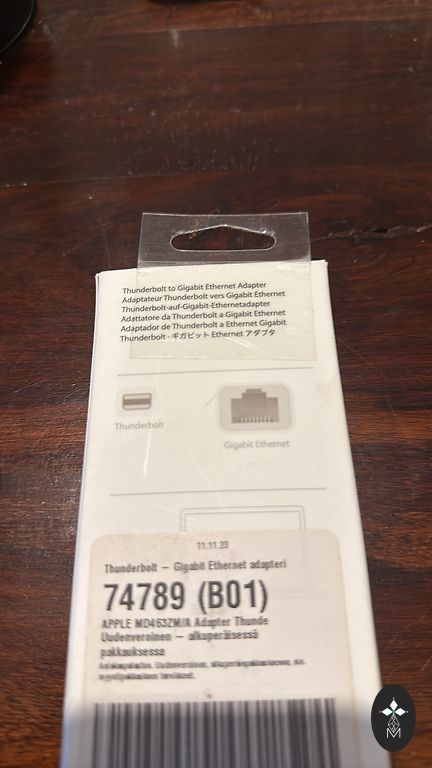 Thunderbolt to Gigabit Ethernet Adapter
Adaptateur Thunderbolt vers Gigabit Ethernet
Thunderbolt-auf-Gigabit-Ethernetadapter
Adattatore da Thunderbolt a Gigabit Ethernet
Adaptador de Thunderbolt a Ethernet Gigabit
Thunderbolt - ギガビット Ethernet アダプタ
Thunderbolt
Gigabit Ethernet
11.11.23
Thunderbolt – Gigabit Ethernet adapteri
74789 (B01)
APPLE MD463ZM/A Adapter Thunde
Uudenveroinen – alkuperäisessä
pakkauksessa
Asiakaspalautus. Uudenveroinen,
M